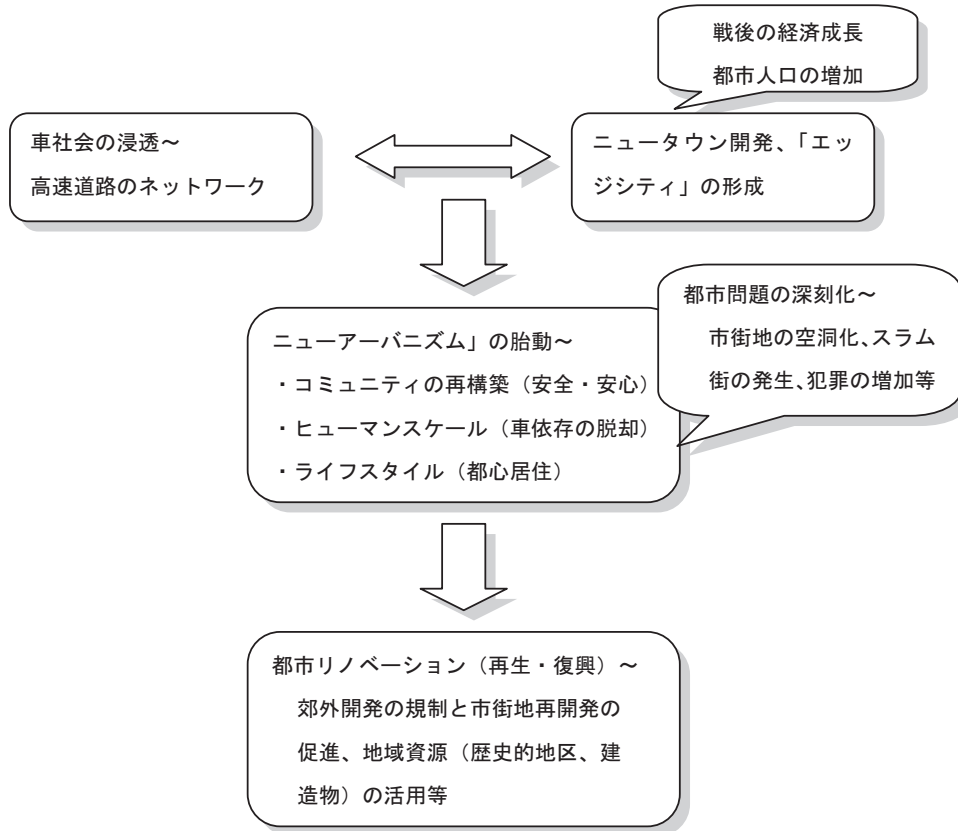 戦後の経済成長
都市人口の増加
車社会の浸透～
高速道路のネットワーク
ニュータウン開発、「エッ
ジシティ」の形成
都市問題の深刻化～
市街地の空洞化、スラム
街の発生、犯罪の増加等
ニューアーバニズム」の胎動～
・コミュニティの再構築（安全・安心）
・ヒューマンスケール（車依存の脱却）
・ライフスタイル（都心居住）
都市リノベーション（再生・復興）～
郊外開発の規制と市街地再開発の
促進、地域資源（歴史的地区、建
造物）の活用等